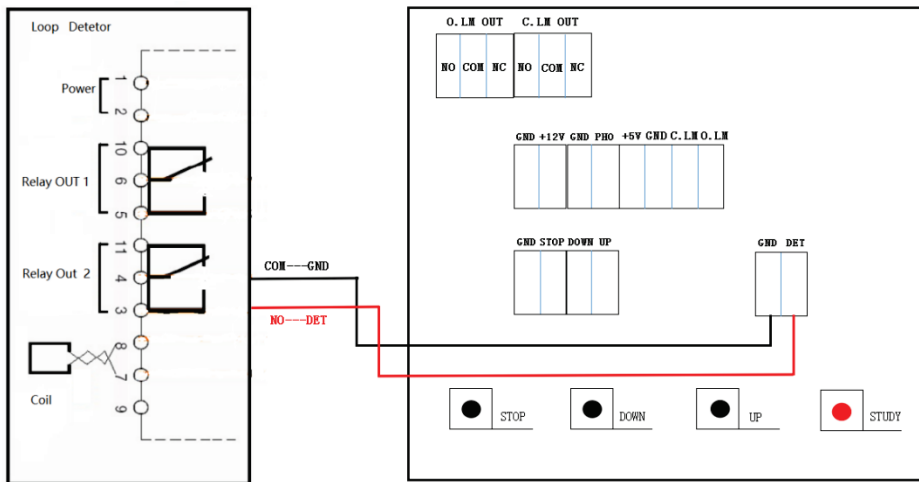 Loop Detetor
Power
1
2
Relay OUT 1
10
6
5
Relay Out 2
11
4
3
8
7
9
Coil
COM---GND
NO---DET
O.LM OUT C.LM OUT
NO COM NC NO COM NC
GND +12V GND PHO +5V GND C.LM O.LM
GND STOP DOWN UP
GND DET
STOP
DOWN
UP
STUDY